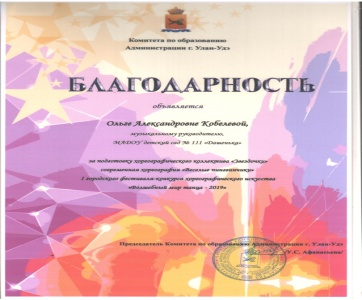 Комитета по образованию
Администрации г. Улан-Удэ
БЛАГОДАРНОСТЬ
объявляется
Ольге Александровне Кобелевой,
музыкальному руководителю,
МАДОУ детский сад № 111 «Дашенька»
за подготовку хореографического коллектива «Звездочки»
современная хореография «Веселые
I городского фестиваля-конкурса хореографического искусства
«Волшебный мир танца - 2019»
Председатель Комитета по образованию Администрации г. Улан-Удэ
У.С. Афанасьева/